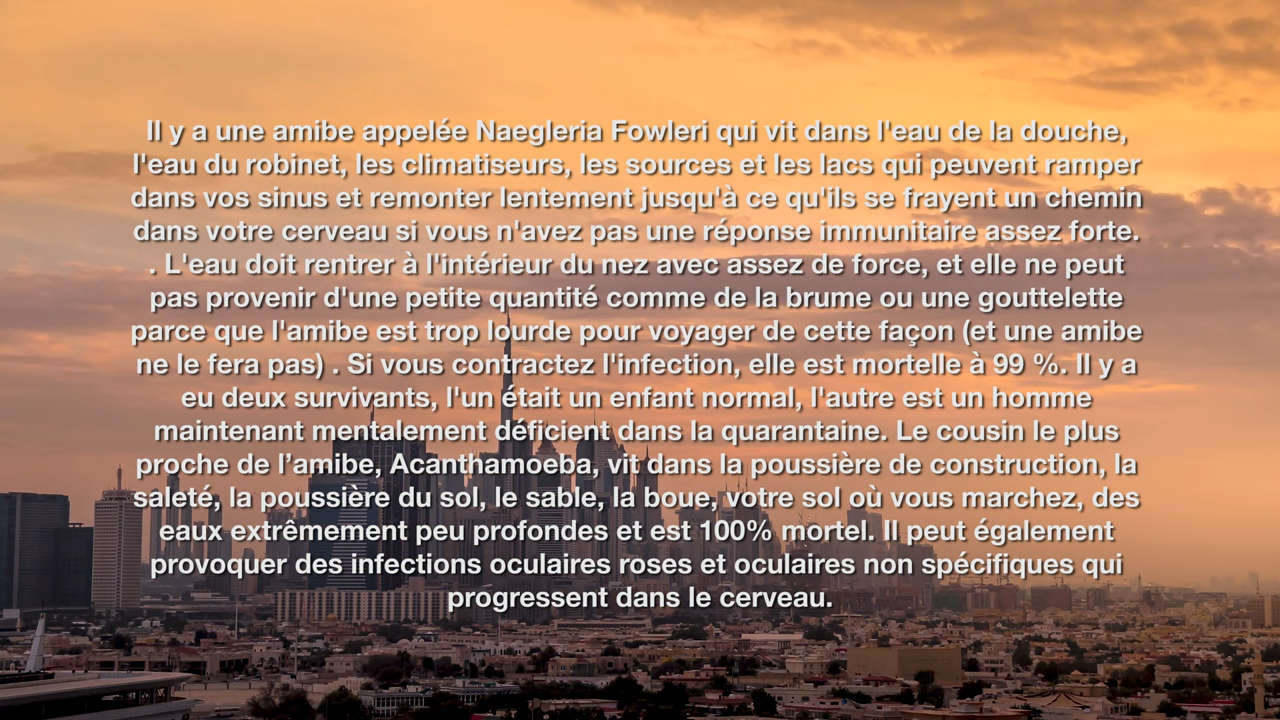 Il y a une amibe appelée Naegleria Fowleri qui vit dans l'eau de la douche,
l'eau du robinet, les climatiseurs, les sources et les lacs qui peuvent ramper
dans vos sinus et remonter lentement jusqu'à ce qu'ils se frayent un chemin
dans votre cerveau si vous n'avez pas une réponse immunitaire assez forte.
. L'eau doit rentrer à l'intérieur du nez avec assez de force, et elle ne peut
pas provenir d'une petite quantité comme de la brume ou une gouttelette
parce que l'amibe est trop lourde pour voyager de cette façon (et une amibe
ne le fera pas) . Si vous contractez l'infection, elle est mortelle à 99 %. Il y a
eu deux survivants, l'un était un enfant normal, l'autre est un homme
maintenant mentalement déficient dans la quarantaine. Le cousin le plus
proche de l’amibe, Acanthamoeba, vit dans la poussière de construction, la
saleté, la poussière du sol, le sable, la boue, votre sol où vous marchez, des
eaux extrêmement peu profondes et est 100% mortel. Il peut également
provoquer des infections oculaires roses et oculaires non spécifiques qui
progressent dans le cerveau.